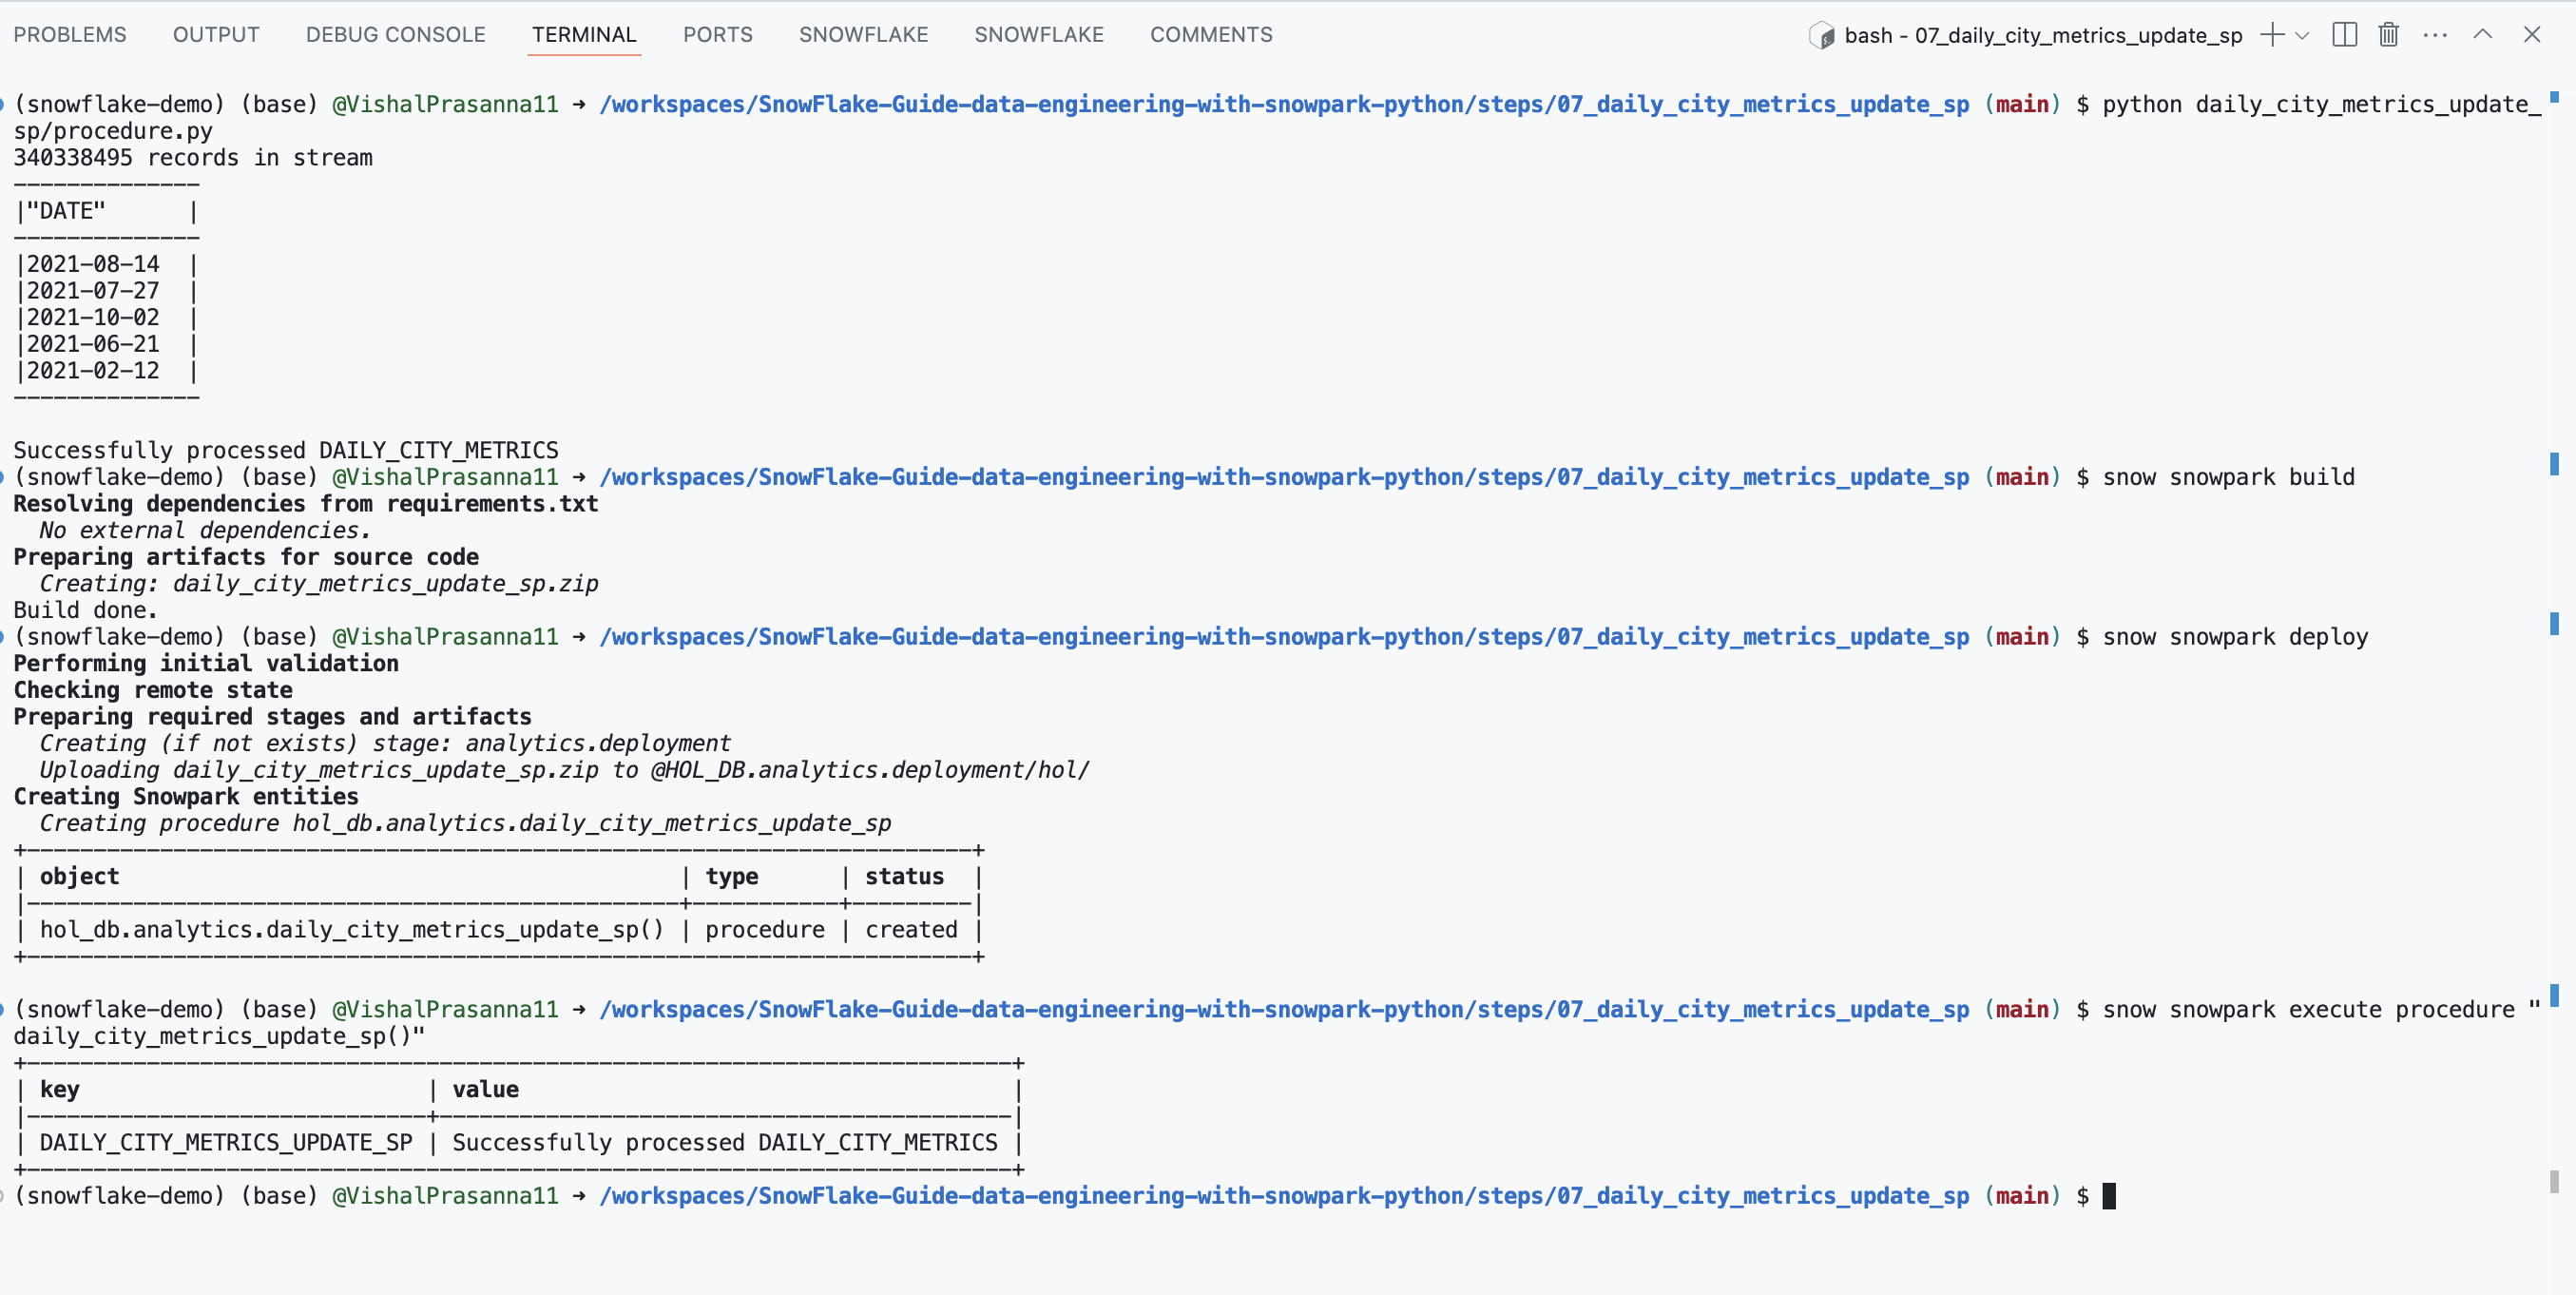 PROBLEMS OUTPUT DEBUG CONSOLE TERMINAL PORTS SNOWFLAKE SNOWFLAKE COMMENTS bash - 07_daily_city_metrics_update_sp
(snowflake-demo) (base) @VishalPrasanna11 → /workspaces/SnowFlake-Guide-data-engineering-with-snowpark-python/steps/07_daily_city_metrics_update_sp (main) $ python daily_city_metrics_update_
sp/procedure.py
340338495 records in stream
--------------
|"DATE"      |
--------------
|2021-08-14  |
|2021-07-27  |
|2021-10-02  |
|2021-06-21  |
|2021-02-12  |
--------------
Successfully processed DAILY_CITY_METRICS
(snowflake-demo) (base) @VishalPrasanna11 → /workspaces/SnowFlake-Guide-data-engineering-with-snowpark-python/steps/07_daily_city_metrics_update_sp (main) $ snow snowpark build
Resolving dependencies from requirements.txt
  No external dependencies.
Preparing artifacts for source code
  Creating: daily_city_metrics_update_sp.zip
Build done.
(snowflake-demo) (base) @VishalPrasanna11 → /workspaces/SnowFlake-Guide-data-engineering-with-snowpark-python/steps/07_daily_city_metrics_update_sp (main) $ snow snowpark deploy
Performing initial validation
Checking remote state
Preparing required stages and artifacts
  Creating (if not exists) stage: analytics.deployment
  Uploading daily_city_metrics_update_sp.zip to @HOL_DB.analytics.deployment/hol/
Creating Snowpark entities
  Creating procedure hol_db.analytics.daily_city_metrics_update_sp
+-----------------------------------------------------------------------+
| object                                          | type      | status  |
|-------------------------------------------------+-----------+---------|
| hol_db.analytics.daily_city_metrics_update_sp() | procedure | created |
+-----------------------------------------------------------------------+
(snowflake-demo) (base) @VishalPrasanna11 → /workspaces/SnowFlake-Guide-data-engineering-with-snowpark-python/steps/07_daily_city_metrics_update_sp (main) $ snow snowpark execute procedure "
daily_city_metrics_update_sp()"
+--------------------------------------------------------------------------+
| key                          | value                                     |
|------------------------------+-------------------------------------------|
| DAILY_CITY_METRICS_UPDATE_SP | Successfully processed DAILY_CITY_METRICS |
+--------------------------------------------------------------------------+
(snowflake-demo) (base) @VishalPrasanna11 → /workspaces/SnowFlake-Guide-data-engineering-with-snowpark-python/steps/07_daily_city_metrics_update_sp (main) $